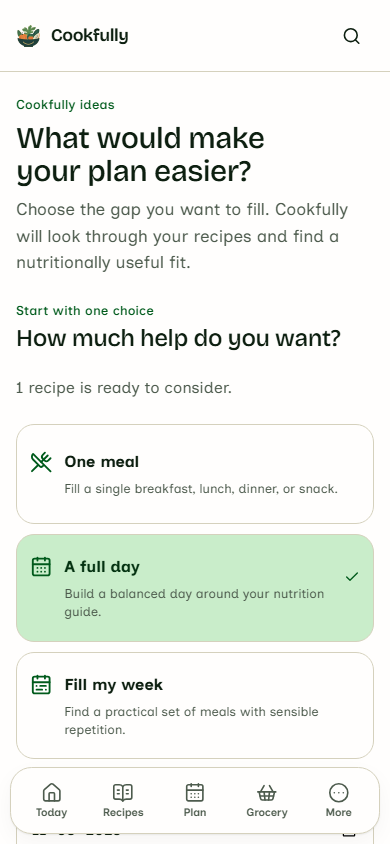 Cookfully
Cookfully ideas
What would make
your plan easier?
Choose the gap you want to fill. Cookfully
will look through your recipes and find a
nutritionally useful fit.
Start with one choice
How much help do you want?
1 recipe is ready to consider.
One meal
Fill a single breakfast, lunch, dinner, or snack.
A full day
Build a balanced day around your nutrition
guide.
Fill my week
Find a practical set of meals with sensible
repetition.
Today
Recipes
Plan
Grocery
More